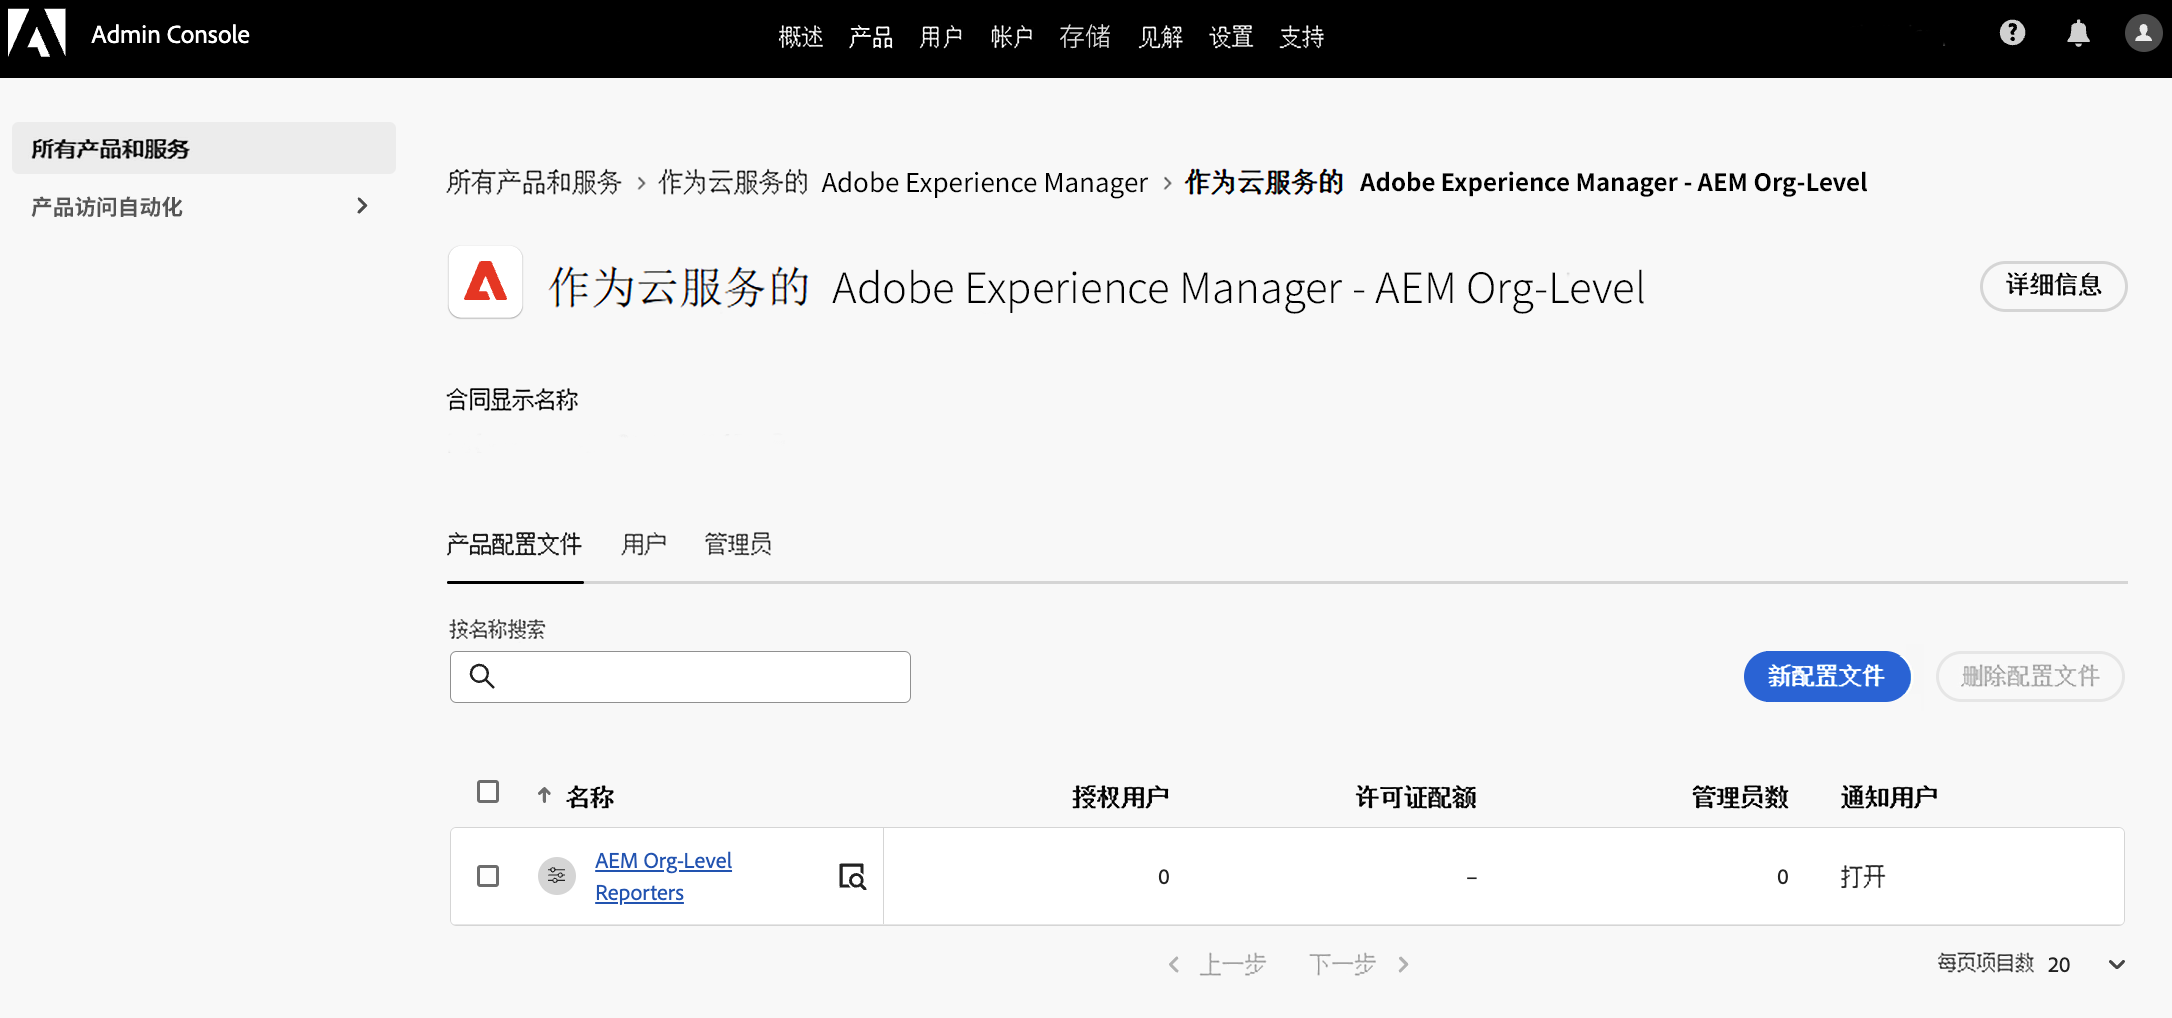 Admin Console
概述 产品 用户 帐户 存储 见解 设置 支持
所有产品和服务
产品访问自动化
所有产品和服务 › 作为云服务的 Adobe Experience Manager › 作为云服务的 Adobe Experience Manager - AEM Org-Level
作为云服务的 Adobe Experience Manager - AEM Org-Level
详细信息
合同显示名称
产品配置文件 用户 管理员
按名称搜索
新配置文件 删除配置文件
名称 授权用户 许可证配额 管理员数 通知用户
AEM Org-Level
Reporters
0 – 0 打开
上一步 下一步
每页项目数 20